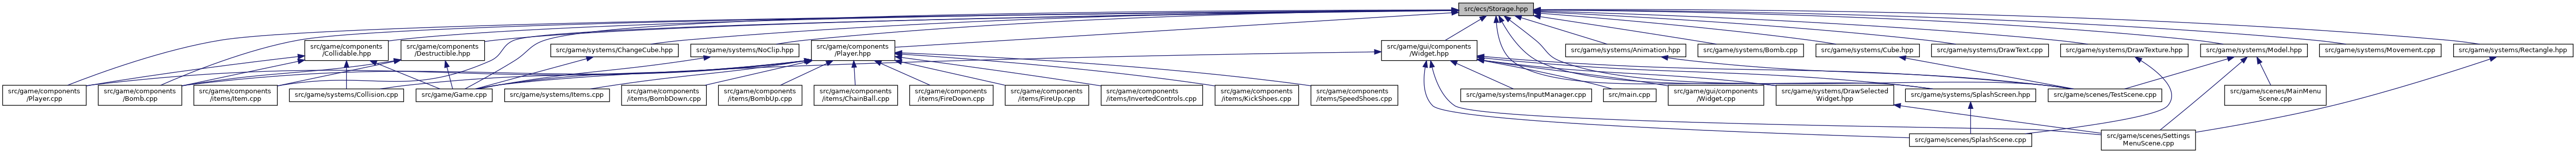 src/ecs/Storage.hpp
src/game/components
/Collidable.hpp
src/game/components
/Destructible.hpp
src/game/systems/ChangeCube.hpp
src/game/systems/NoClip.hpp
src/game/components
/Player.hpp
src/game/gui/components
/Widget.hpp
src/game/systems/Animation.hpp
src/game/systems/Bomb.cpp
src/game/systems/Cube.hpp
src/game/systems/DrawText.cpp
src/game/systems/DrawTexture.hpp
src/game/systems/Model.hpp
src/game/systems/Movement.cpp
src/game/systems/Rectangle.hpp
src/game/components
/Player.cpp
src/game/components
/Bomb.cpp
src/game/components
/items/Item.cpp
src/game/systems/Collision.cpp
src/game/Game.cpp
src/game/systems/Items.cpp
src/game/components
/items/BombDown.cpp
src/game/components
/items/BombUp.cpp
src/game/components
/items/ChainBall.cpp
src/game/components
/items/FireDown.cpp
src/game/components
/items/FireUp.cpp
src/game/components
/items/InvertedControls.cpp
src/game/components
/items/KickShoes.cpp
src/game/components
/items/SpeedShoes.cpp
src/game/systems/InputManager.cpp
src/main.cpp
src/game/gui/components
/Widget.cpp
src/game/systems/DrawSelected
Widget.hpp
src/game/systems/SplashScreen.hpp
src/game/scenes/TestScene.cpp
src/game/scenes/MainMenu
Scene.cpp
src/game/scenes/SplashScene.cpp
src/game/scenes/Settings
MenuScene.cpp